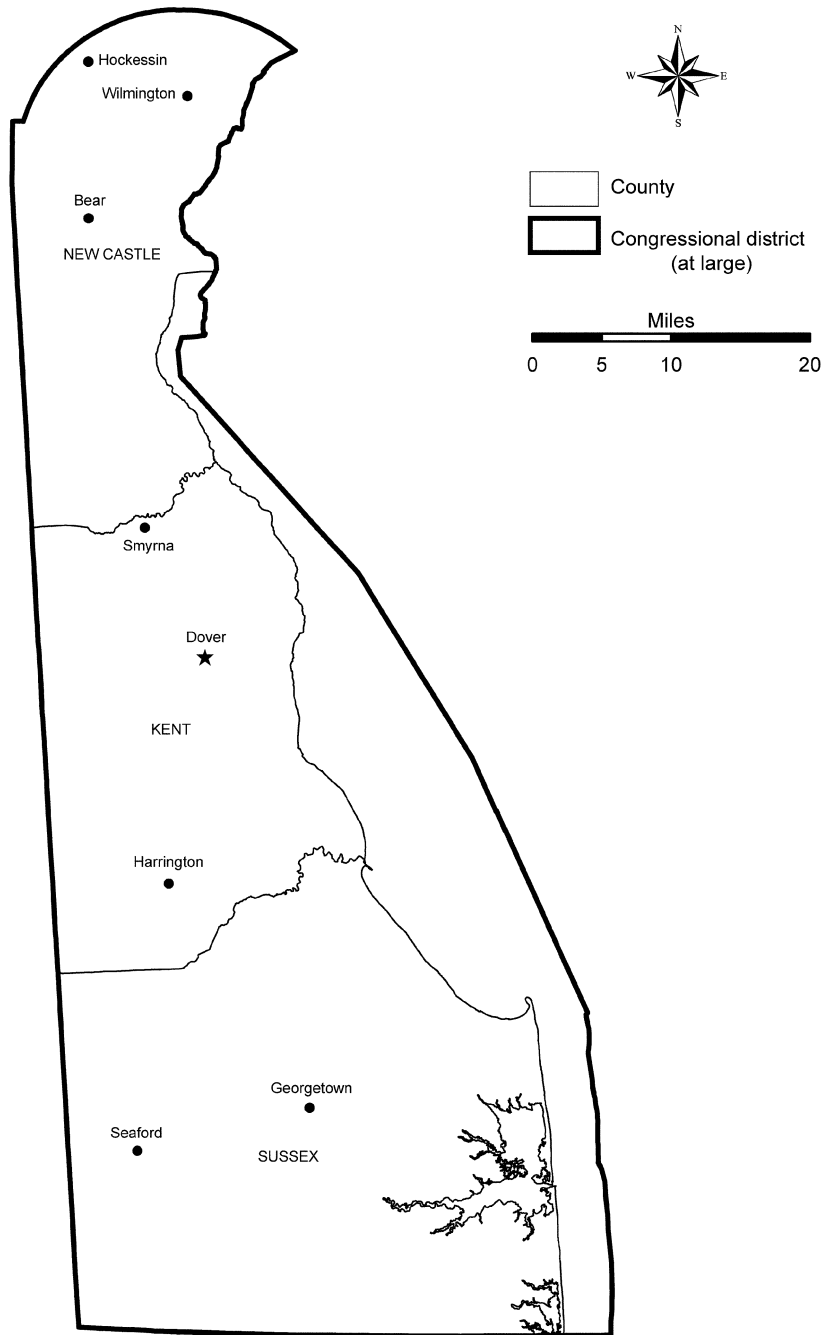 Hockessin
Wilmington
Bear
NEW CASTLE
Smyrna
Dover
KENT
Harrington
Georgetown
Seaford
SUSSEX
N
W E
S
County
Congressional district
(at large)
Miles
0 5 10 20